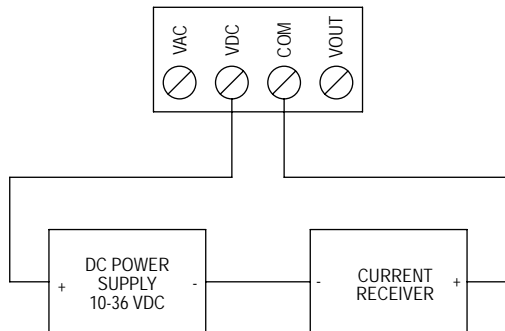 VAC
VDC
COM
VOUT
DC POWER
SUPPLY
10-36 VDC
+
-
CURRENT
RECEIVER
-
+